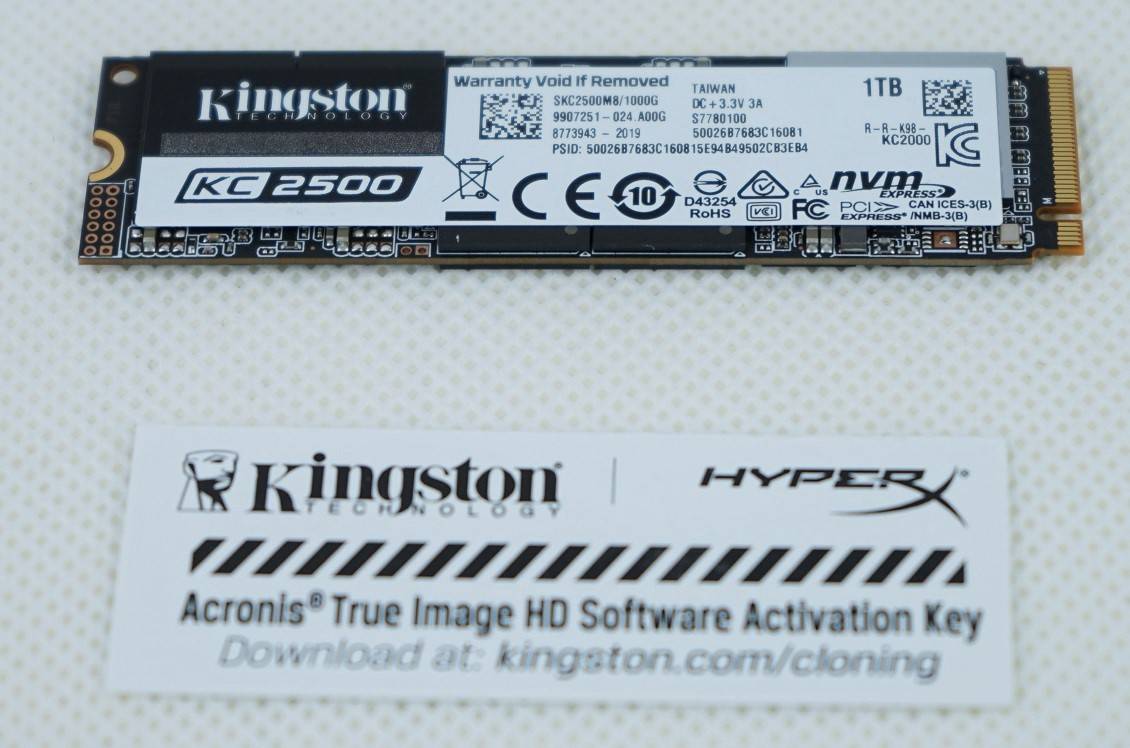 Kingston®
TECHNOLOGY
KC 2500
Warranty Void If Removed
SKC2500M8/1000G
9907251-024.A00G
8773943 - 2019
PSID: 50026B7683C160815E94B49502CB3EB4
TAIWAN
DC+3.3V 3A
S7780100
50026B7683C16081
1TB
R-R-K98-
KC2000
CE
10
D43254
RoHS
VCI
C US
FC
nvm
EXPRESS®
PCI
EXPRESS®
CAN ICES-3(B)
/NMB-3(B)
M
1
Kingston®
TECHNOLOGY
HYPERX®
Acronis® True Image HD Software Activation Key
Download at: kingston.com/cloning